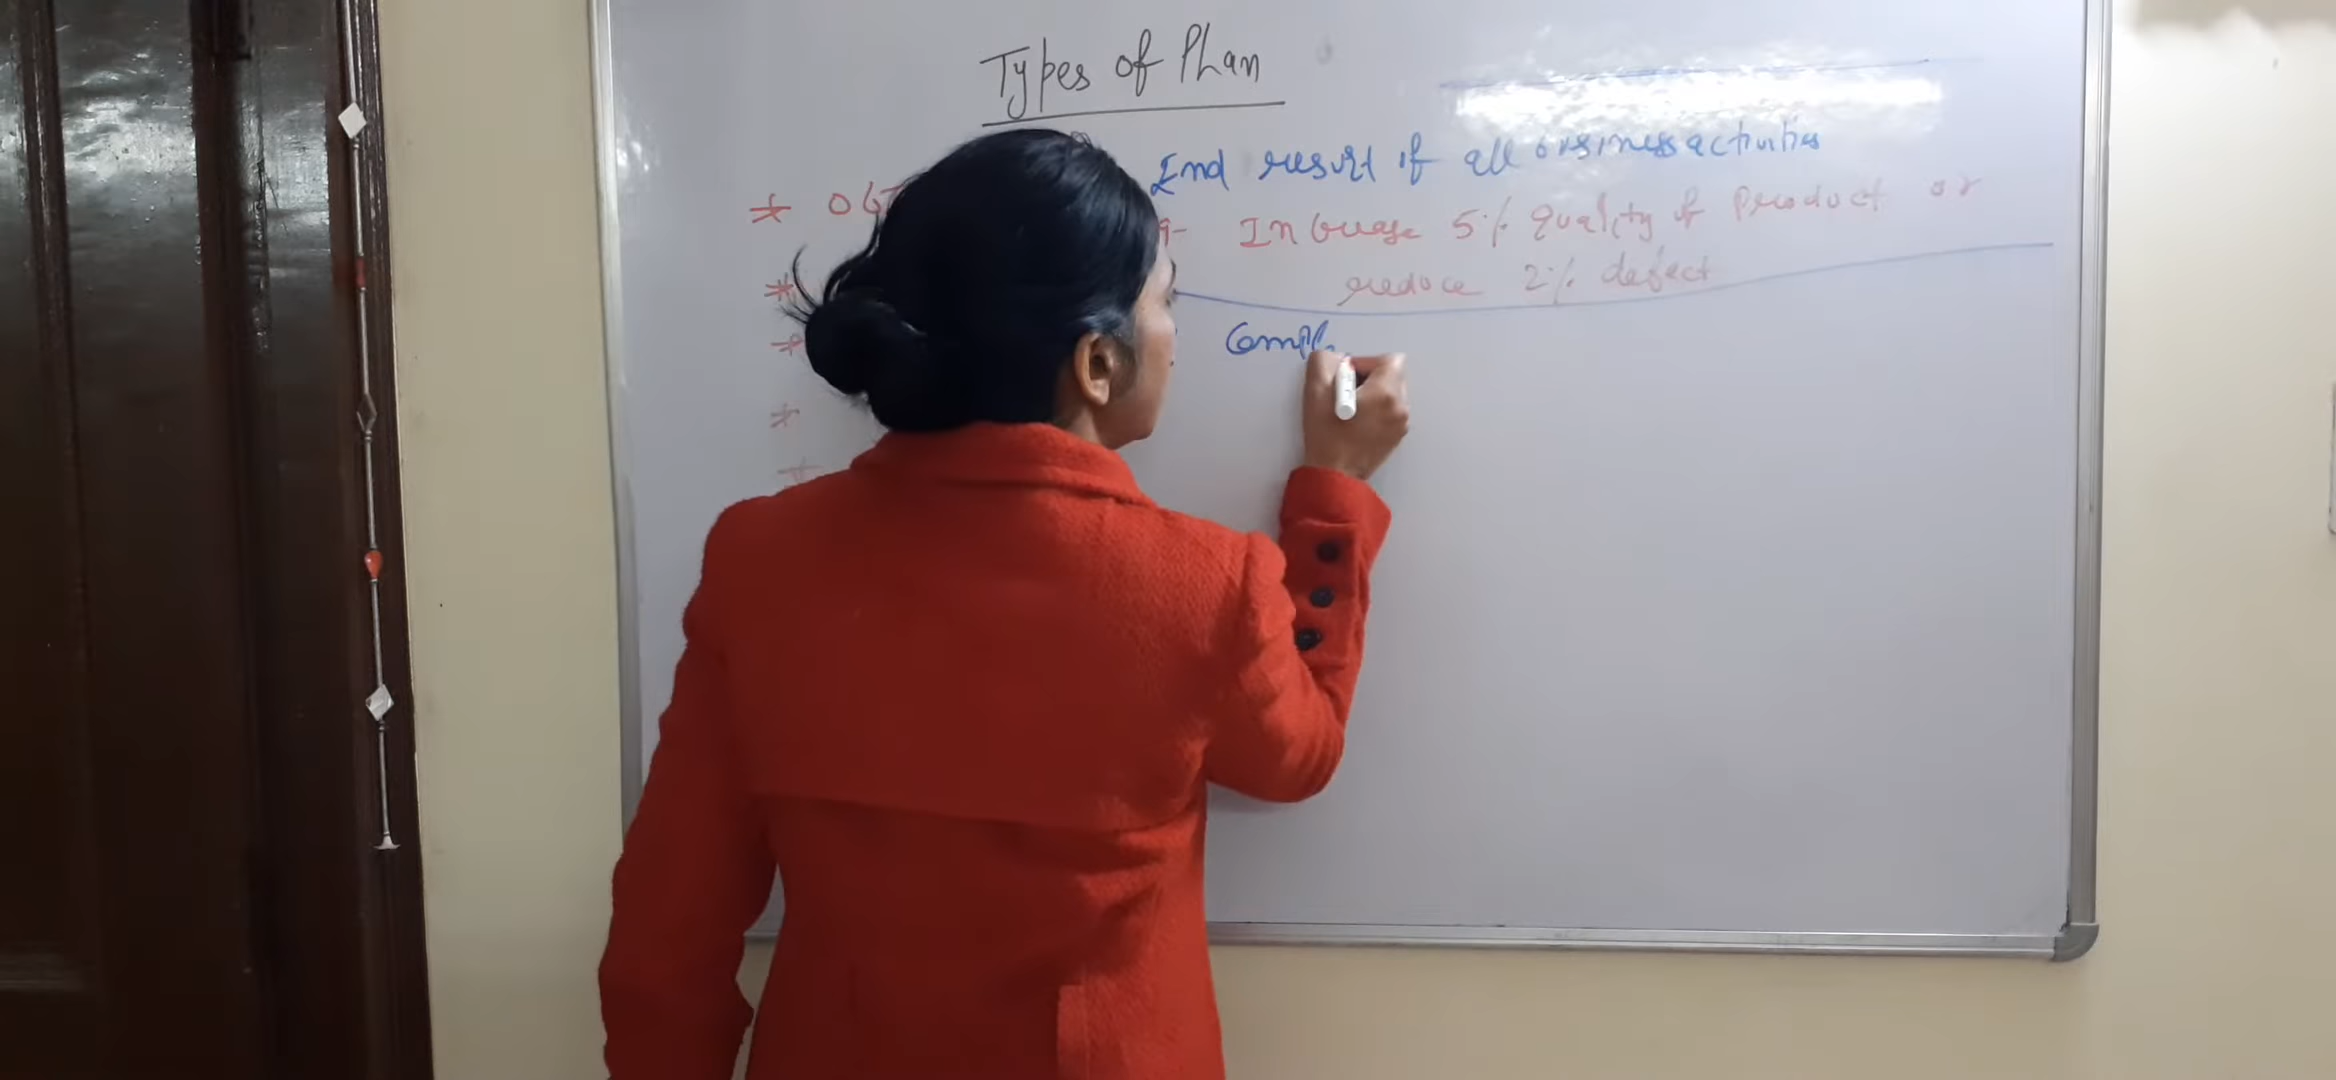 Types of Plan
End result of all business activities
* Obj
Increase 5% quality of Product or
*
reduce 2% defect
* Comp
*
*